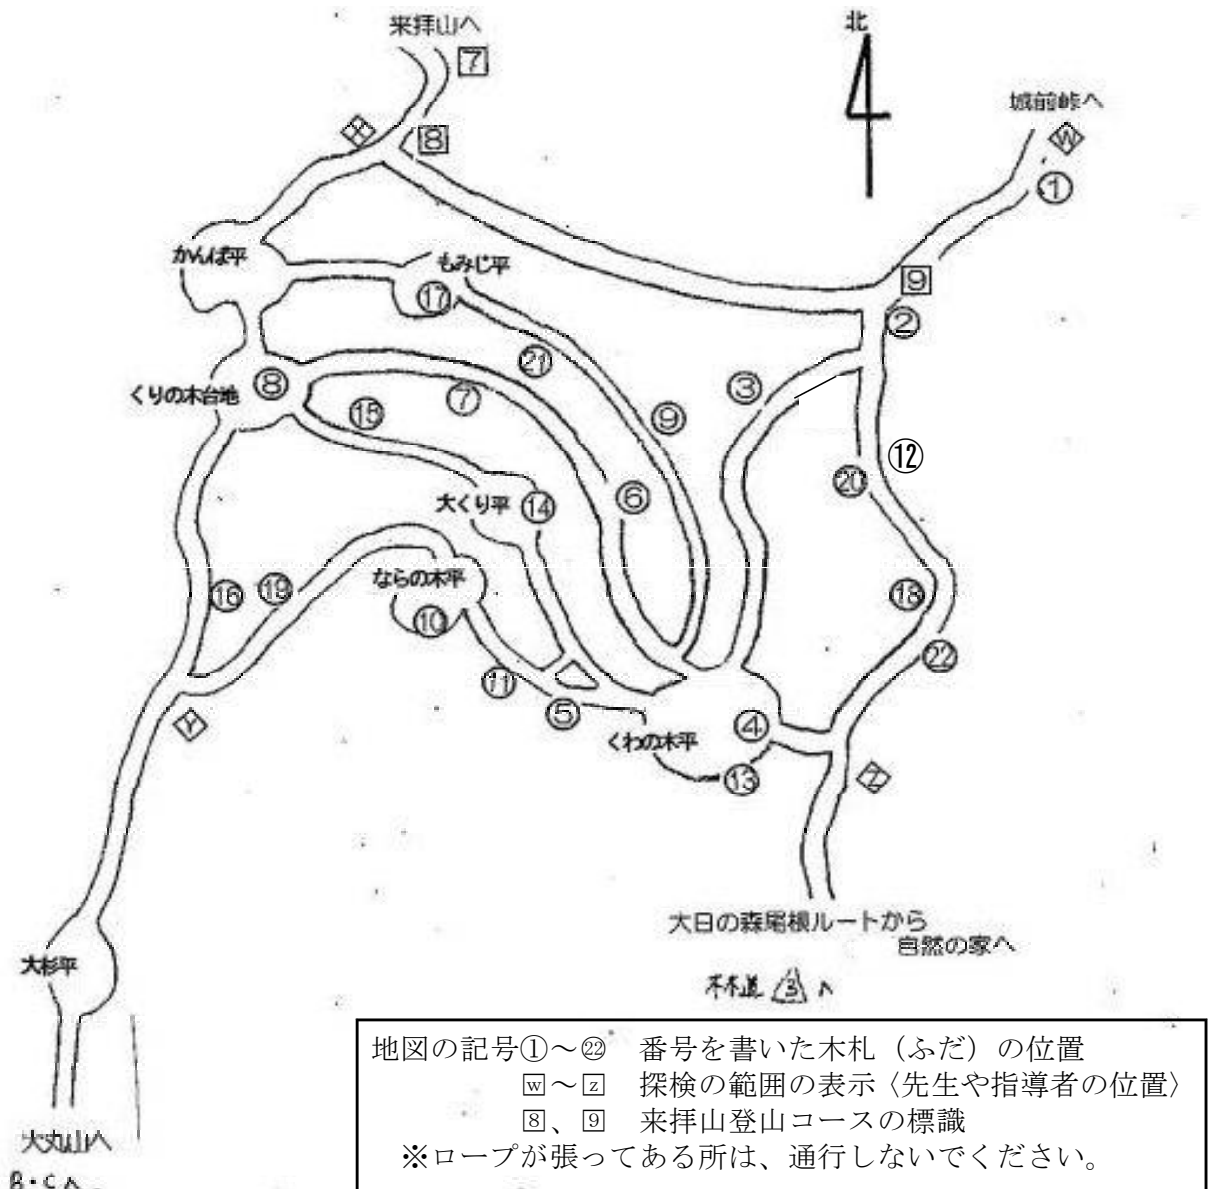 来拝山へ
7
北
城前峠へ
W
8
①
かんば平
もみじ平
9
⑰
②
㉑
③
くりの木台地
⑧
⑦
⑮
⑨
⑫
⑳
大くり平
⑭
⑥
ならの木平
⑯
⑲
⑱
⑩
㉒
⑪
⑤
Y
④
くわの木平
⑬
Z
大日の森尾根ルートから
自然の家へ
大杉平
3
へ
大丸山へ
B・Cへ
地図の記号①~㉒ 番号を書いた木札（ふだ）の位置
W~Z 探検の範囲の表示〈先生や指導者の位置〉
8、9 来拝山登山コースの標識
※ロープが張ってある所は、通行しないでください。